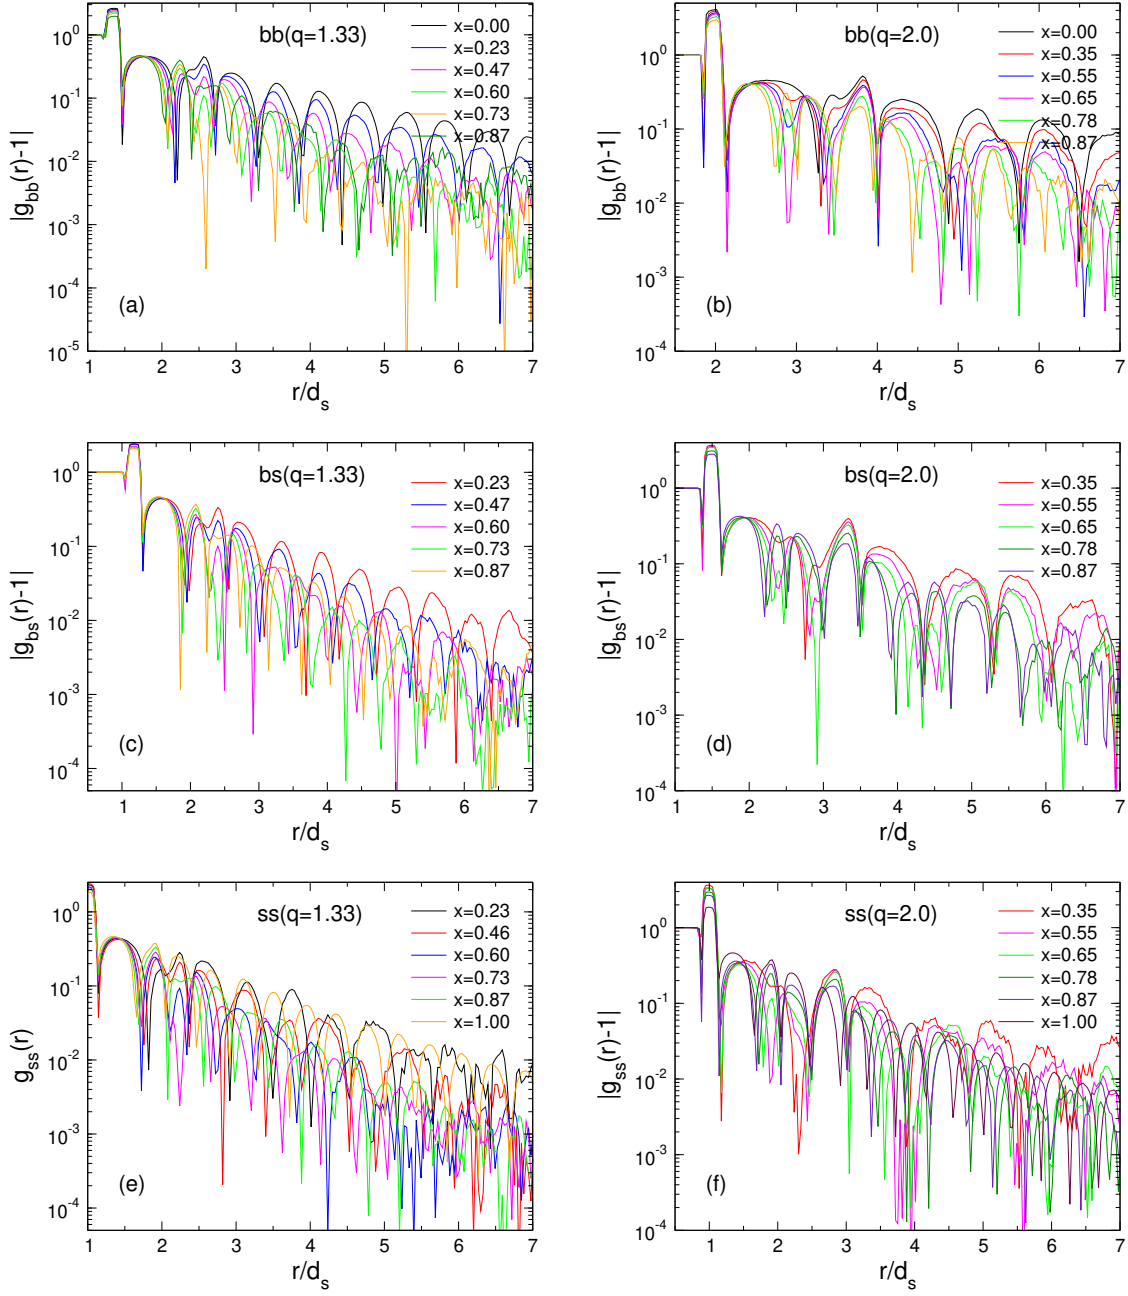 bb(q=1.33)
x=0.00
x=0.23
x=0.47
x=0.60
x=0.73
x=0.87
|g_bb(r)-1|
10^0
10^-1
10^-2
10^-3
10^-4
10^-5
(a)
1 2 3 4 5 6 7
r/d_s
bb(q=2.0)
x=0.00
x=0.35
x=0.55
x=0.65
x=0.78
x=0.87
|g_bb(r)-1|
10^0
10^-1
10^-2
10^-3
10^-4
(b)
2 3 4 5 6 7
r/d_s
bs(q=1.33)
x=0.23
x=0.47
x=0.60
x=0.73
x=0.87
|g_bs(r)-1|
10^0
10^-1
10^-2
10^-3
10^-4
(c)
1 2 3 4 5 6 7
r/d_s
bs(q=2.0)
x=0.35
x=0.55
x=0.65
x=0.78
x=0.87
|g_bs(r)-1|
10^0
10^-1
10^-2
10^-3
10^-4
(d)
2 3 4 5 6 7
r/d_s
ss(q=1.33)
x=0.23
x=0.46
x=0.60
x=0.73
x=0.87
x=1.00
g_ss(r)
10^0
10^-1
10^-2
10^-3
10^-4
(e)
1 2 3 4 5 6 7
r/d_s
ss(q=2.0)
x=0.35
x=0.55
x=0.65
x=0.78
x=0.87
x=1.00
|g_ss(r)-1|
10^0
10^-1
10^-2
10^-3
10^-4
(f)
1 2 3 4 5 6 7
r/d_s